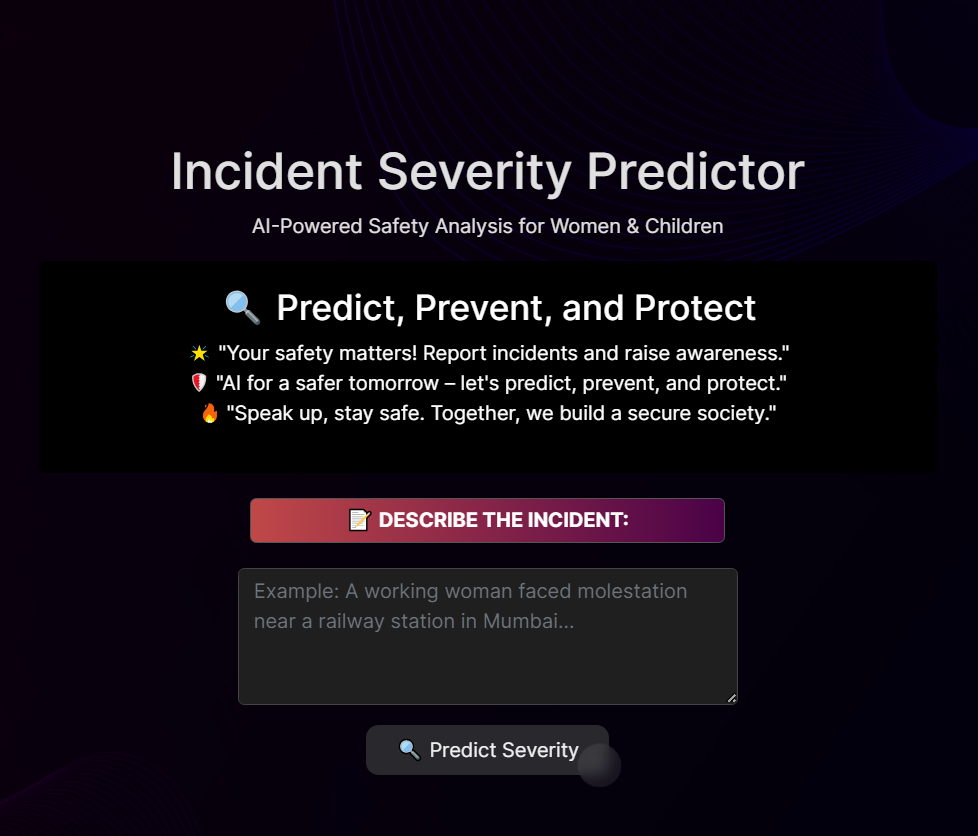 Incident Severity Predictor
AI-Powered Safety Analysis for Women & Children
🔍 Predict, Prevent, and Protect
🌟 "Your safety matters! Report incidents and raise awareness."
🛡️ "AI for a safer tomorrow – let's predict, prevent, and protect."
🔥 "Speak up, stay safe. Together, we build a secure society."
📝 DESCRIBE THE INCIDENT:
Example: A working woman faced molestation
near a railway station in Mumbai...
🔍 Predict Severity